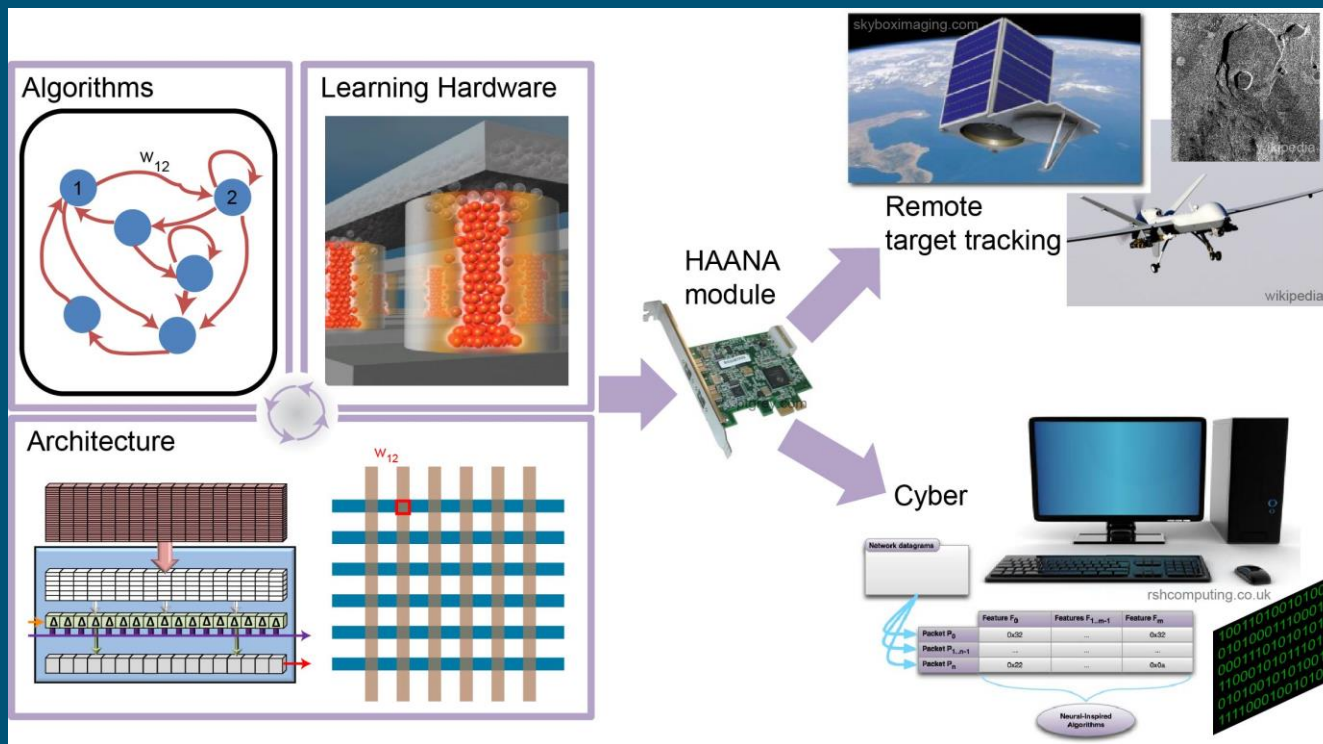 Algorithms
W12
1
2
Learning Hardware
Architecture
Δ Δ Δ Δ Δ Δ Δ Δ Δ Δ Δ Δ Δ Δ Δ Δ
W12
HAANA
module
skyboximaging.com
wikipedia
Remote
target tracking
wikipedia
Cyber
rshcomputing.co.uk
Network datagrams
Feature F0 Features F1...m-1 Feature Fm
Packet P0 0x32 ... 0x32
Packet P1...n-1 ... ... ...
Packet Pn 0x22 ... 0x0a
Neural-Inspired
Algorithms